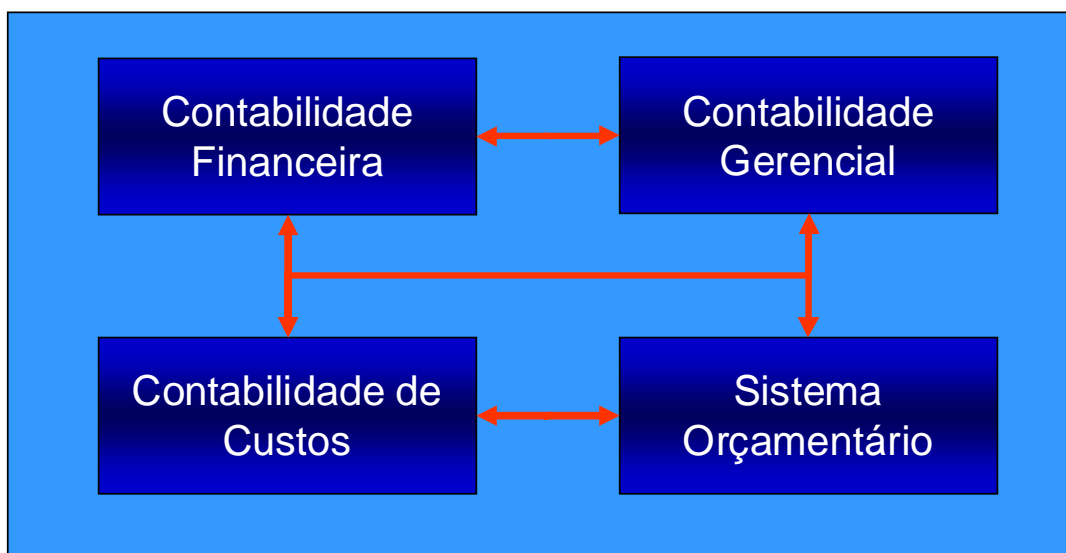 Contabilidade
Financeira
Contabilidade
Gerencial
Contabilidade de
Custos
Sistema
Orçamentário